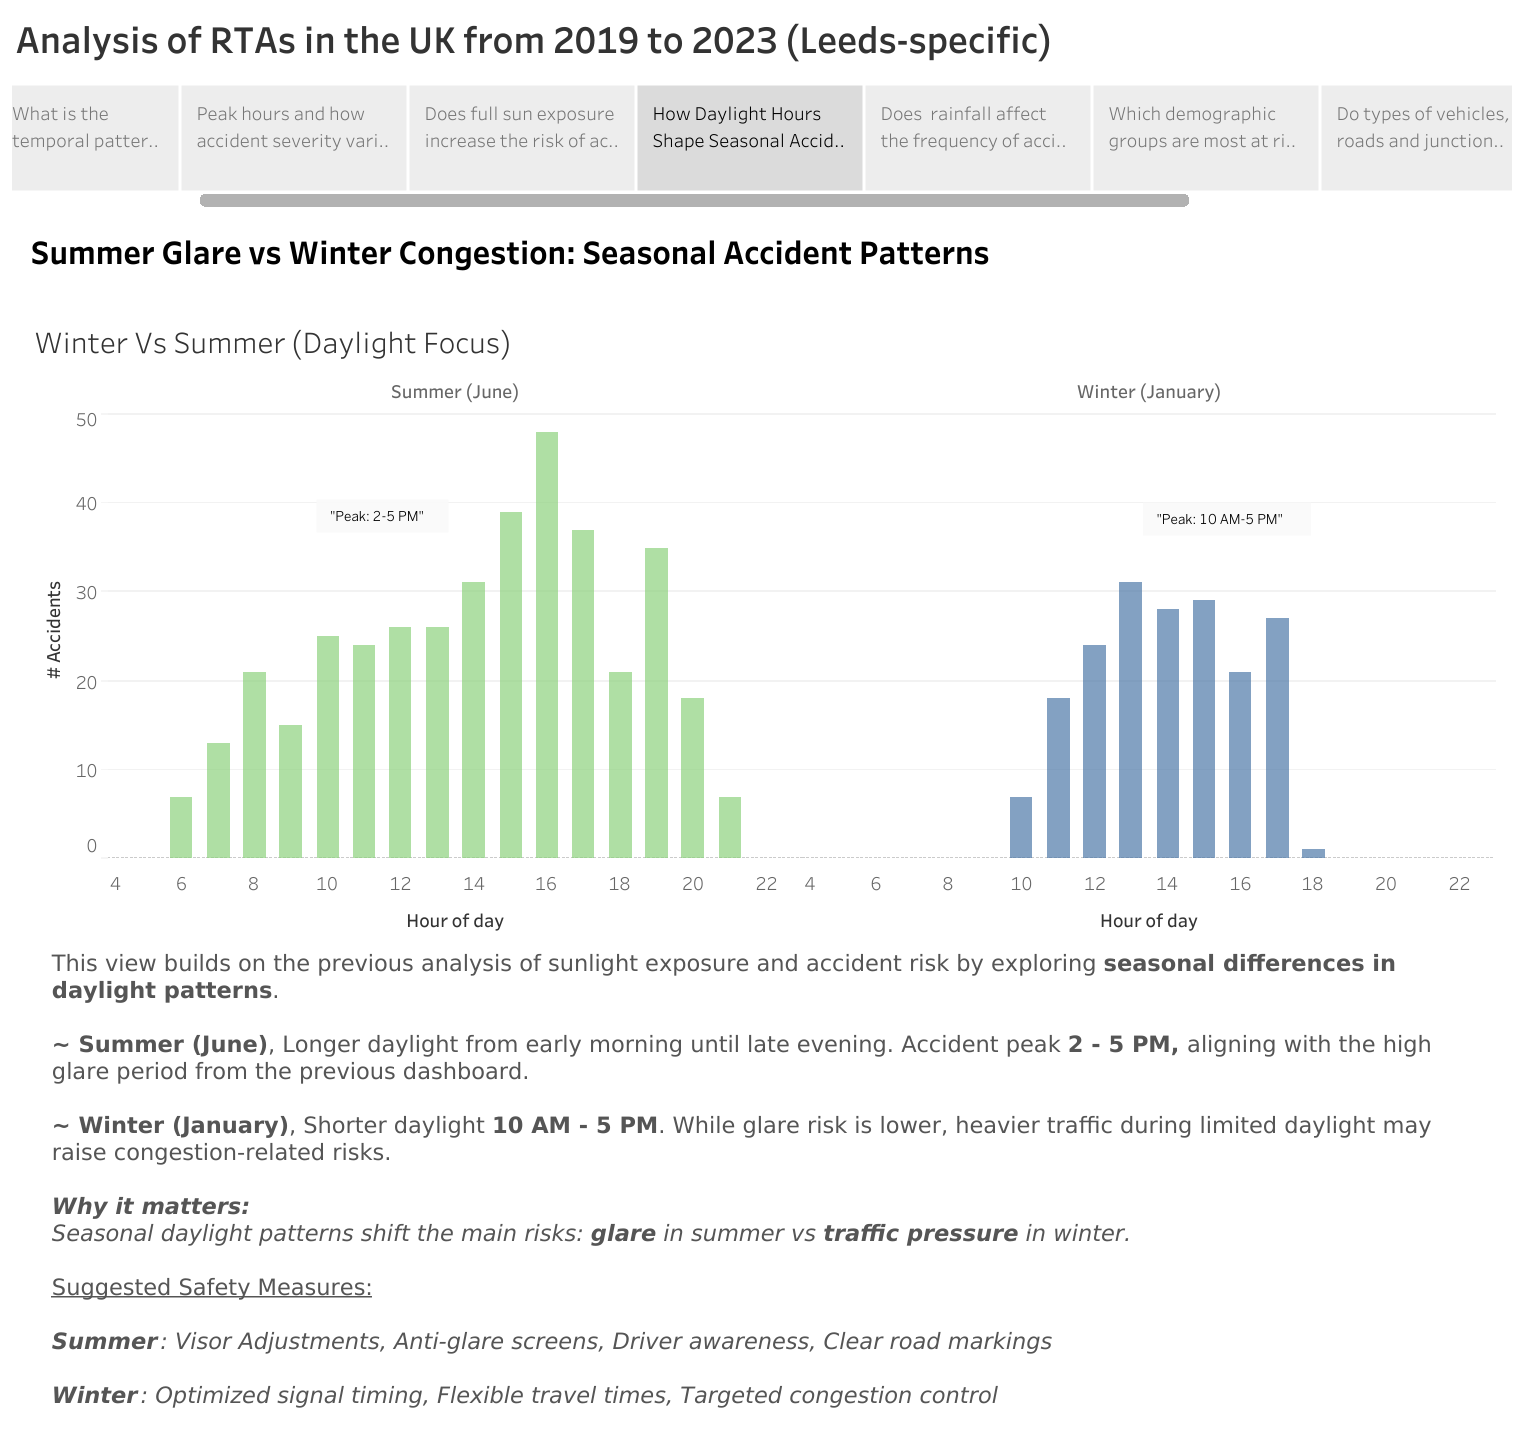 Analysis of RTAs in the UK from 2019 to 2023 (Leeds-specific)
What is the
temporal patter..
Peak hours and how
accident severity vari..
Does full sun exposure
increase the risk of ac..
How Daylight Hours
Shape Seasonal Accid..
Does  rainfall affect
the frequency of acci..
Which demographic
groups are most at ri..
Do types of vehicles,
roads and junction..
Summer Glare vs Winter Congestion: Seasonal Accident Patterns
Winter Vs Summer (Daylight Focus)
Summer (June)
Winter (January)
50
40
30
20
10
0
# Accidents
"Peak: 2-5 PM"
"Peak: 10 AM-5 PM"
4 6 8 10 12 14 16 18 20 22 4 6 8 10 12 14 16 18 20 22
Hour of day
Hour of day
This view builds on the previous analysis of sunlight exposure and accident risk by exploring seasonal differences in
daylight patterns.
~ Summer (June), Longer daylight from early morning until late evening. Accident peak 2 - 5 PM, aligning with the high
glare period from the previous dashboard.
~ Winter (January), Shorter daylight 10 AM - 5 PM. While glare risk is lower, heavier traffic during limited daylight may
raise congestion-related risks.
Why it matters:
Seasonal daylight patterns shift the main risks: glare in summer vs traffic pressure in winter.
Suggested Safety Measures:
Summer: Visor Adjustments, Anti-glare screens, Driver awareness, Clear road markings
Winter: Optimized signal timing, Flexible travel times, Targeted congestion control